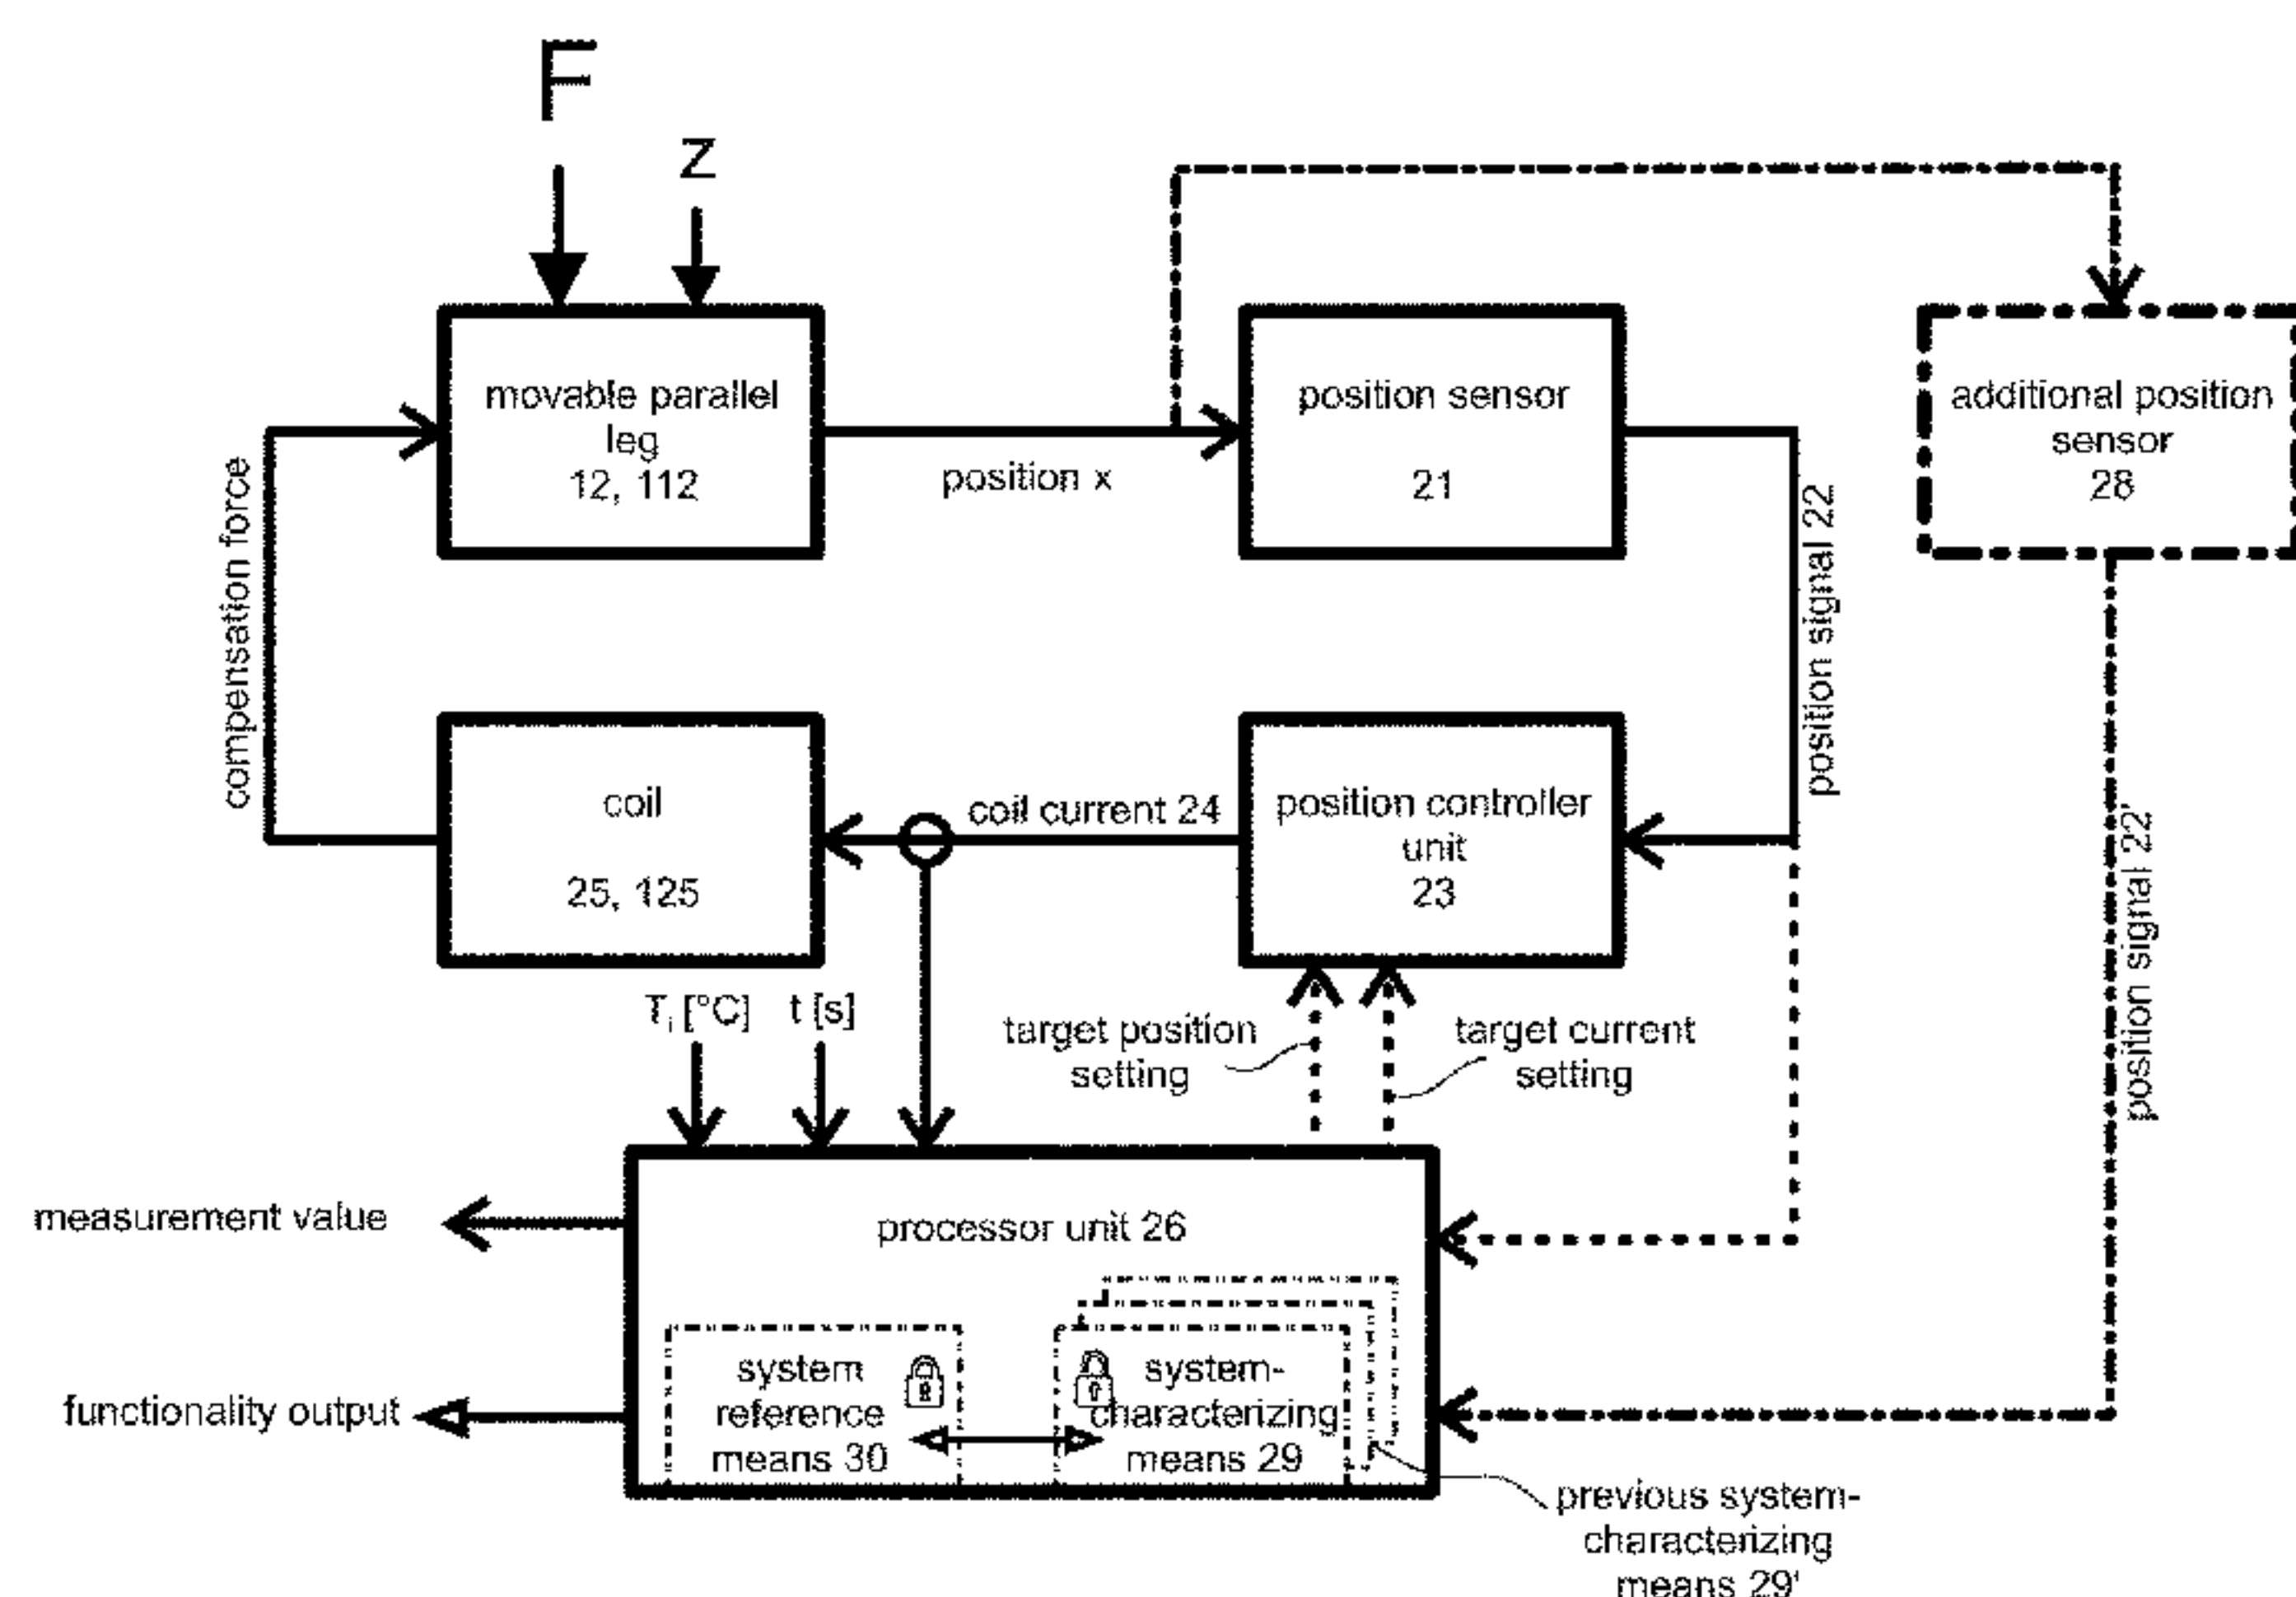 F
Z
movable parallel
leg
12, 112
position x
position sensor
21
additional position
sensor
28
compensation force
position signal 22
coil
25, 125
coil current 24
position controller
unit
23
position signal 22'
Ti [°C]
t [s]
target position
setting
target current
setting
measurement value
processor unit 26
functionality output
system
reference
means 30
system-
characterizing
means 29
previous system-
characterizing
means 29'